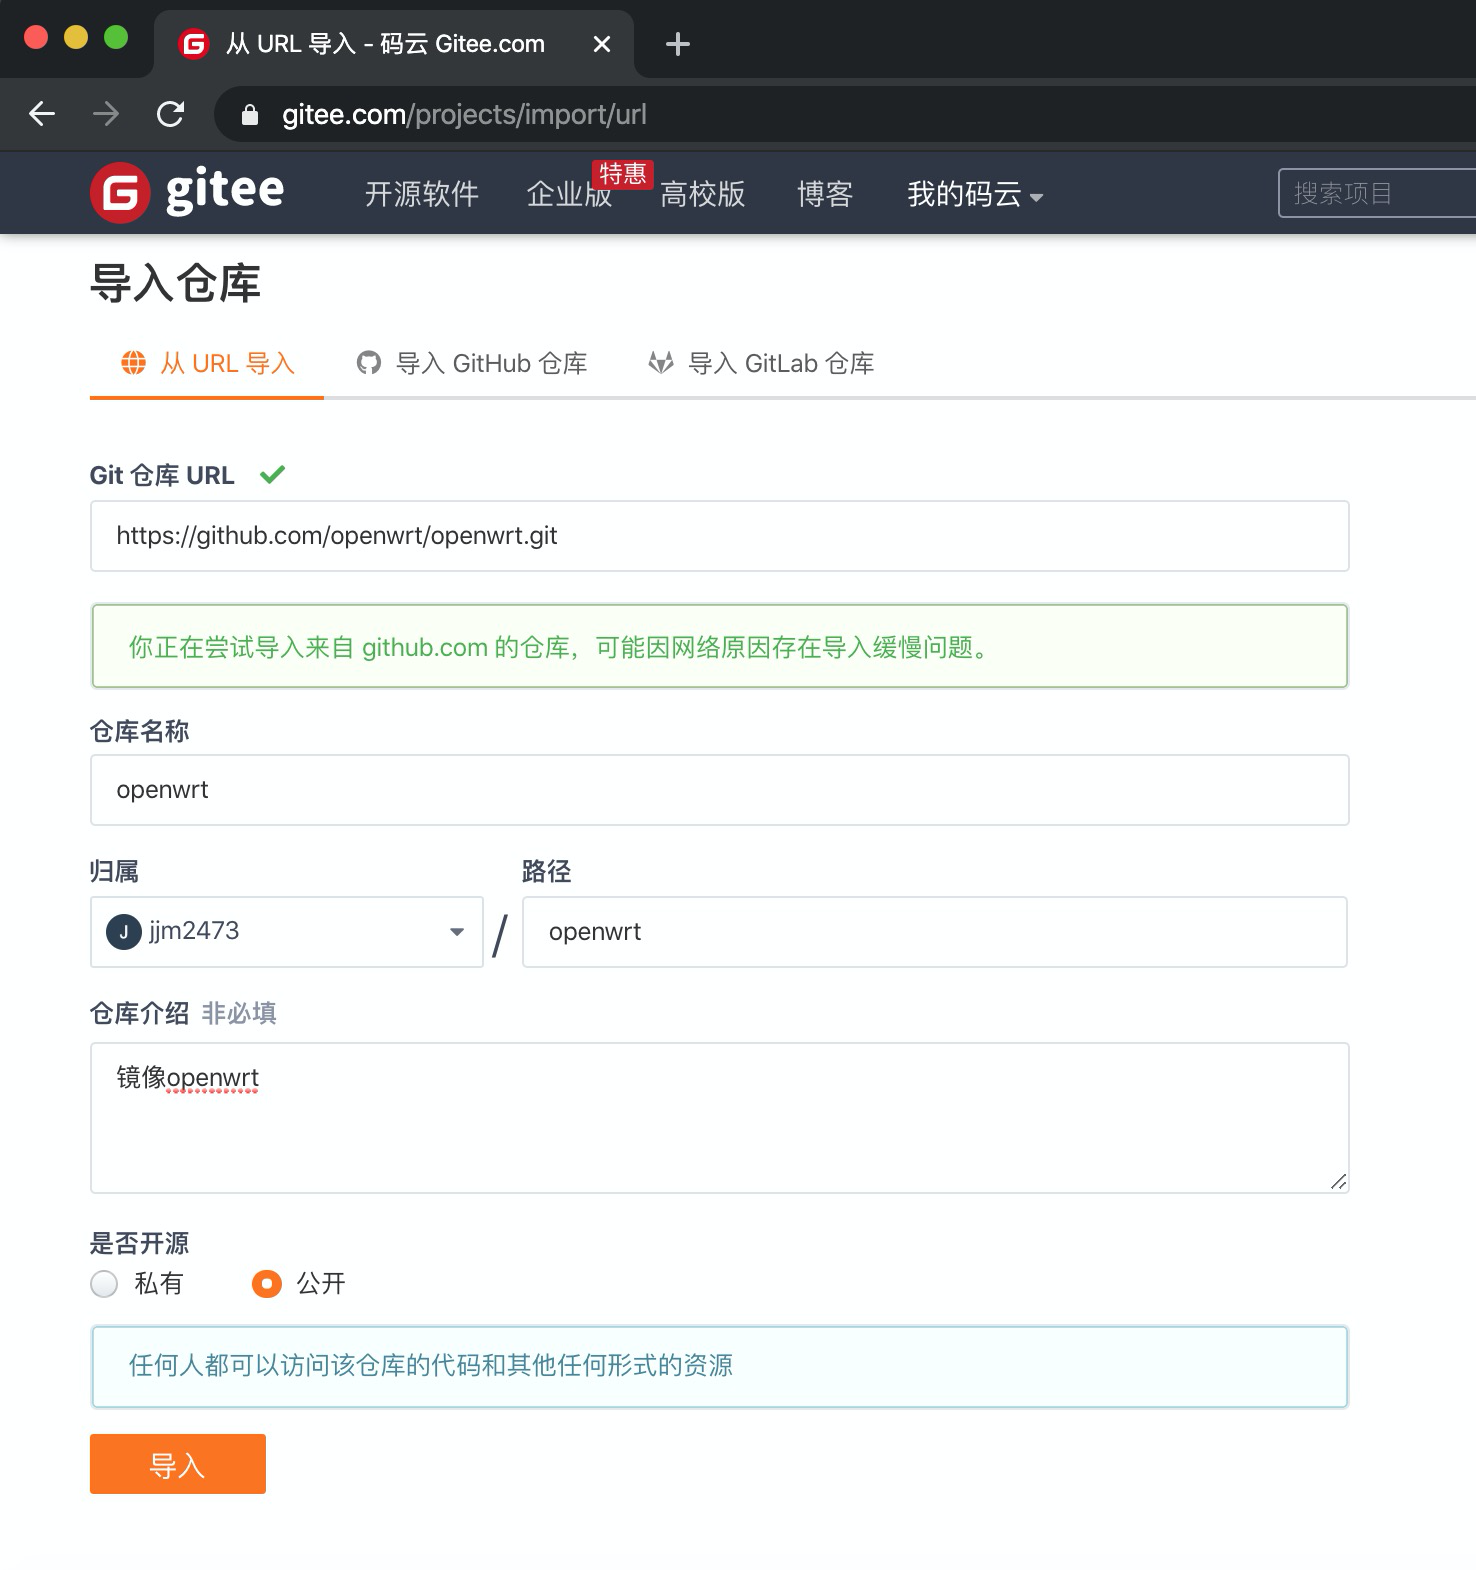 从 URL 导入 - 码云 Gitee.com
gitee.com/projects/import/url
gitee 开源软件 企业版 特惠 高校版 博客 我的码云 搜索项目
导入仓库
从 URL 导入 导入 GitHub 仓库 导入 GitLab 仓库
Git 仓库 URL
https://github.com/openwrt/openwrt.git
你正在尝试导入来自 github.com 的仓库，可能因网络原因存在导入缓慢问题。
仓库名称
openwrt
归属 路径
J jjm2473 / openwrt
仓库介绍 非必填
镜像openwrt
是否开源
私有 公开
任何人都可以访问该仓库的代码和其他任何形式的资源
导入